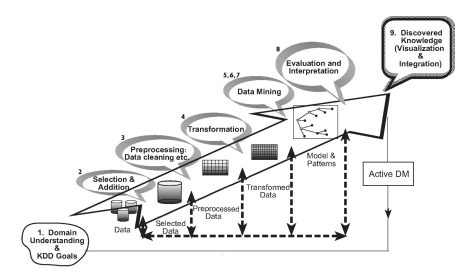 8
9. Discovered
Knowledge
(Visualization
&
Integration)
Evaluation and
Interpretation
5,6,7
Data Mining
4
Transformation
3
Preprocessing:
Data cleaning etc.
2
Selection &
Addition
Model &
Patterns
Active DM
Transformed
Data
Preprocessed
Data
Selected
Data
Data
1. Domain
Understanding
&
KDD Goals